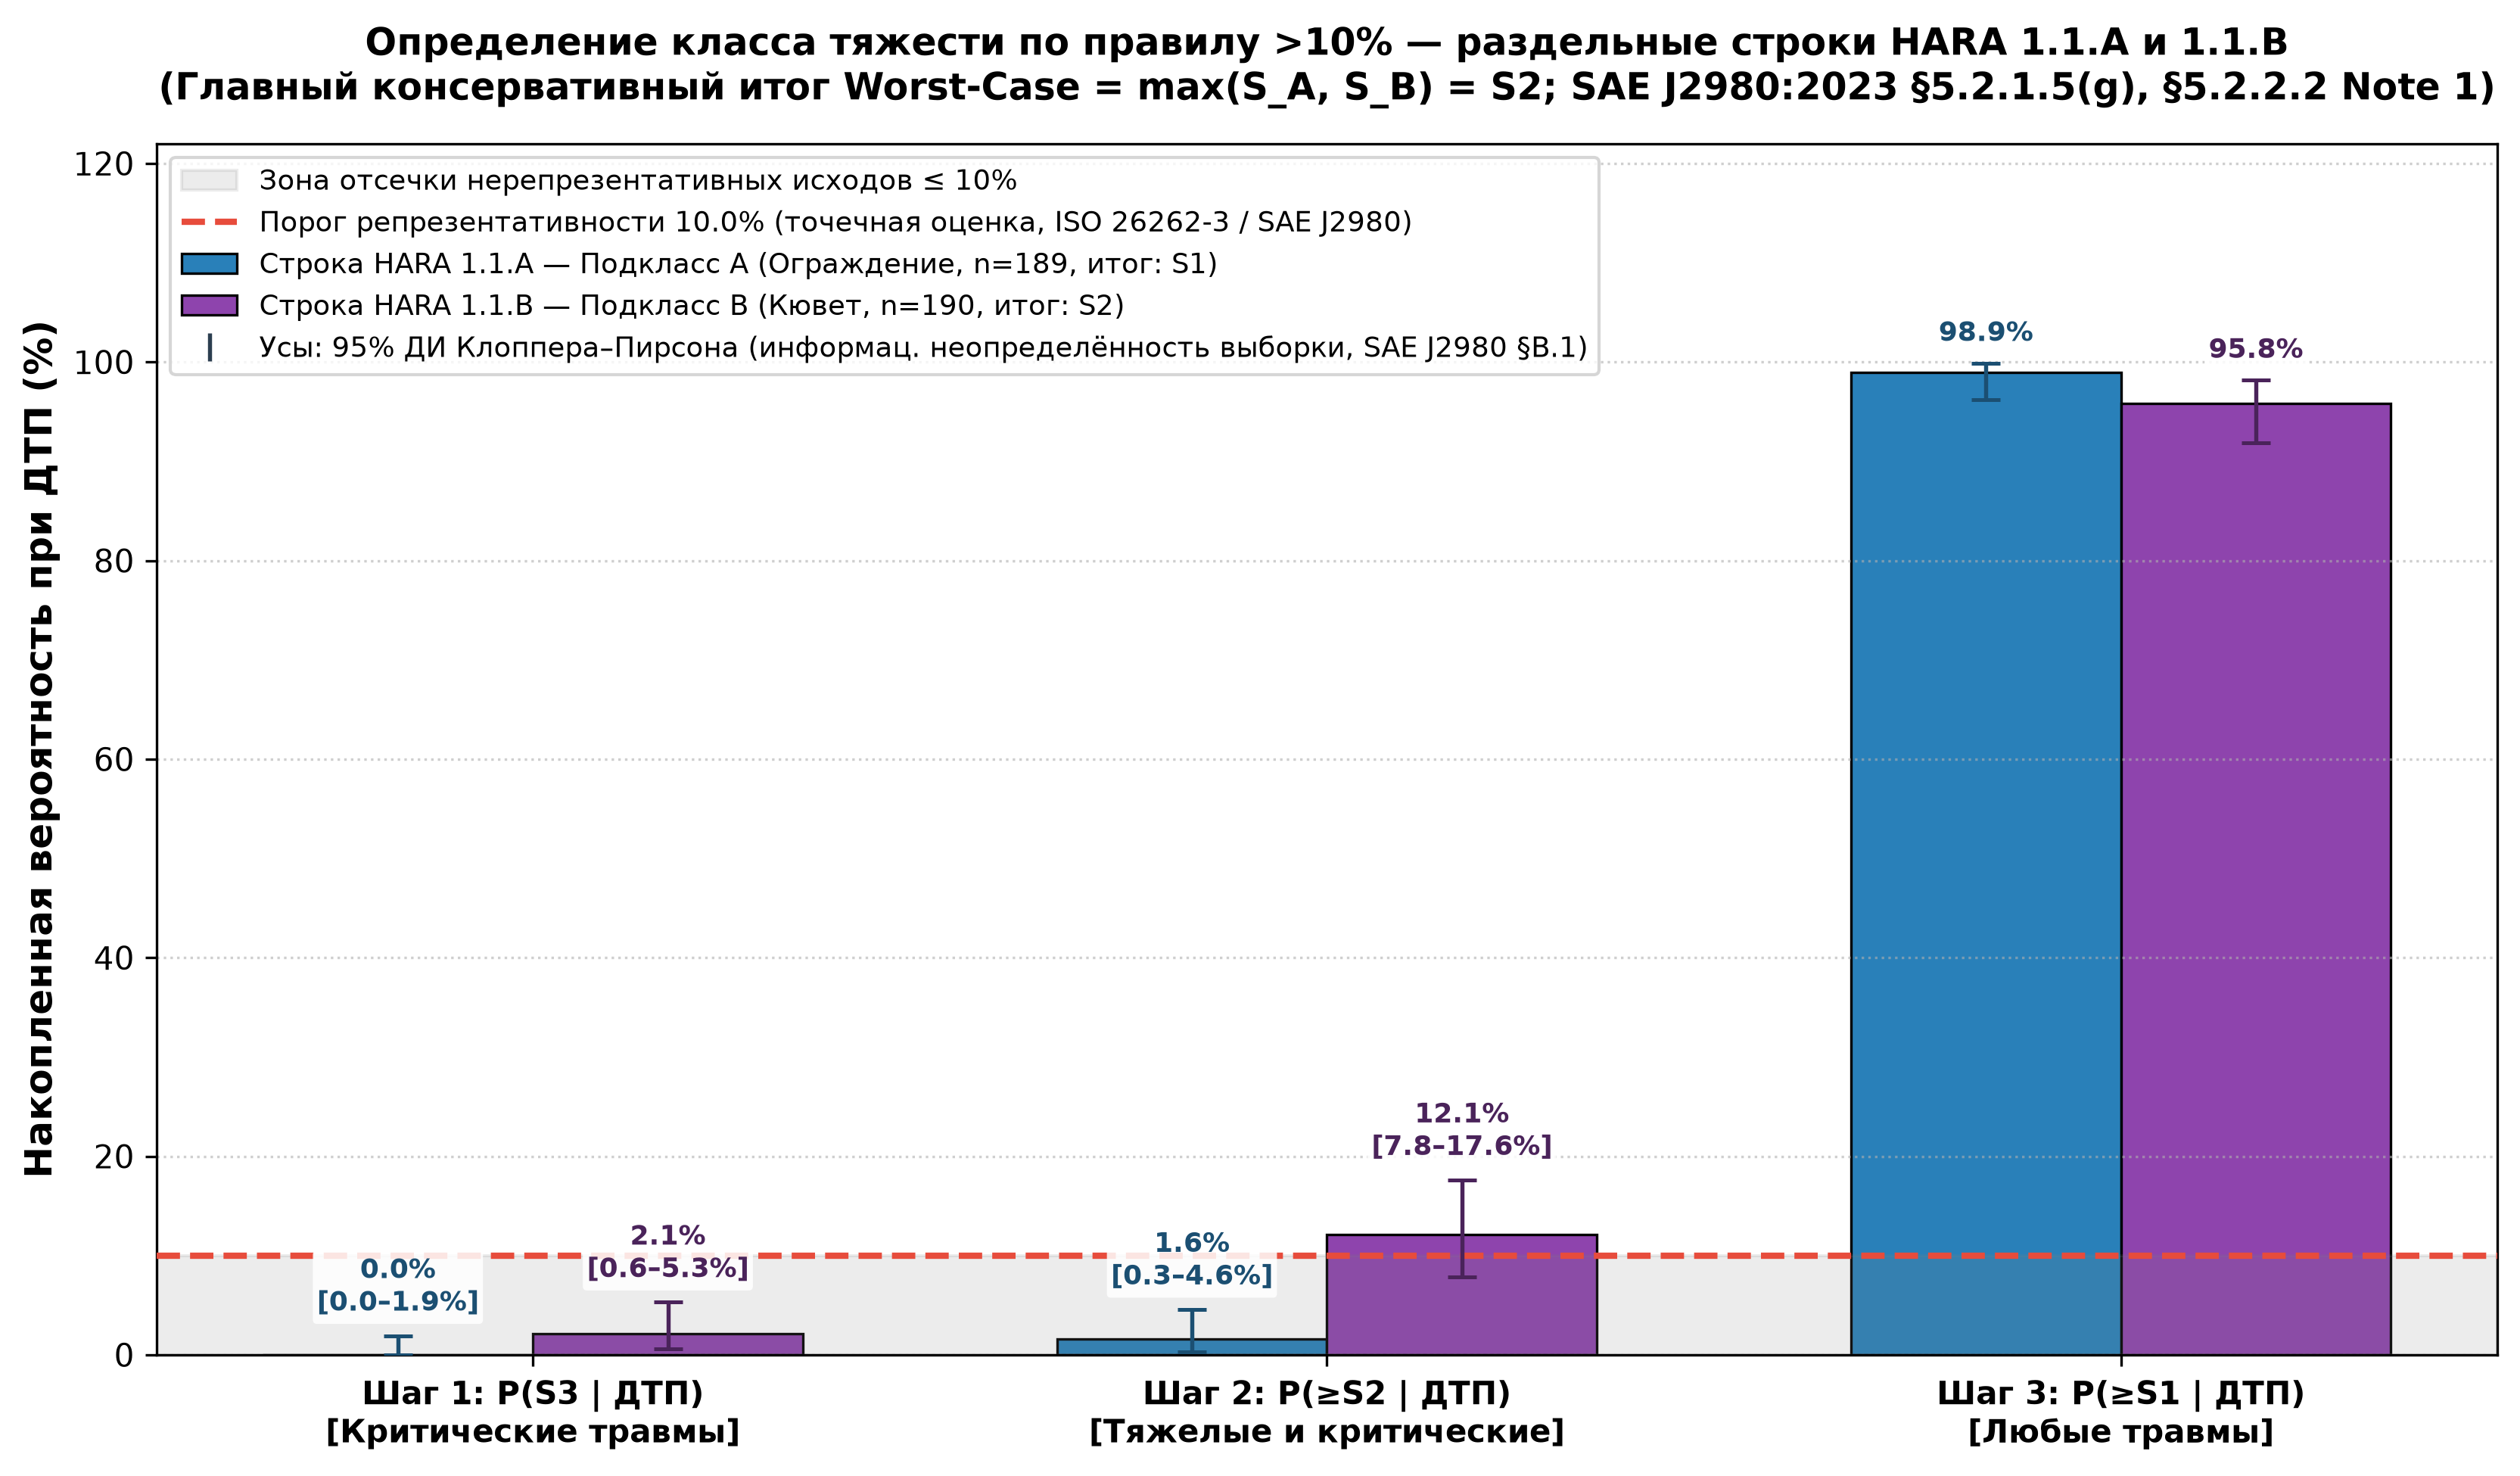 Определение класса тяжести по правилу >10% — раздельные строки HARA 1.1.A и 1.1.B
(Главный консервативный итог Worst-Case = max(S_A, S_B) = S2; SAE J2980:2023 §5.2.1.5(g), §5.2.2.2 Note 1)
Накопленная вероятность при ДТП (%)
120
100
80
60
40
20
0
Зона отсечки нерепрезентативных исходов ≤ 10%
Порог репрезентативности 10.0% (точечная оценка, ISO 26262-3 / SAE J2980)
Строка HARA 1.1.A — Подкласс A (Ограждение, n=189, итог: S1)
Строка HARA 1.1.B — Подкласс B (Кювет, n=190, итог: S2)
Усы: 95% ДИ Клоппера–Пирсона (информац. неопределённость выборки, SAE J2980 §B.1)
0.0%
[0.0–1.9%]
2.1%
[0.6–5.3%]
1.6%
[0.3–4.6%]
12.1%
[7.8–17.6%]
98.9%
95.8%
Шаг 1: P(S3 | ДТП)
[Критические травмы]
Шаг 2: P(≥S2 | ДТП)
[Тяжелые и критические]
Шаг 3: P(≥S1 | ДТП)
[Любые травмы]